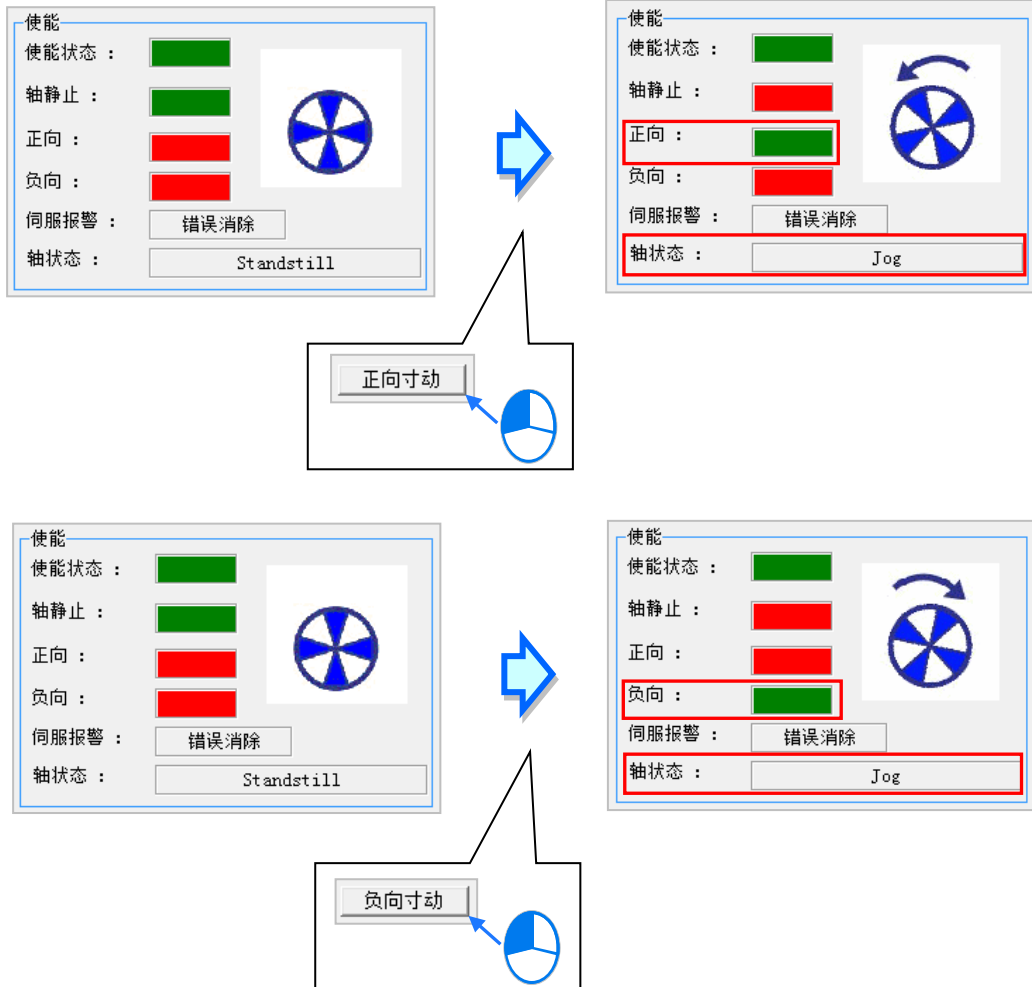 使能
使能状态 :
轴静止 :
正向 :
负向 :
伺服报警 : 错误消除
轴状态 : Standstill
使能
使能状态 :
轴静止 :
正向 :
负向 :
伺服报警 : 错误消除
轴状态 : Jog
正向寸动
使能
使能状态 :
轴静止 :
正向 :
负向 :
伺服报警 : 错误消除
轴状态 : Standstill
使能
使能状态 :
轴静止 :
正向 :
负向 :
伺服报警 : 错误消除
轴状态 : Jog
负向寸动